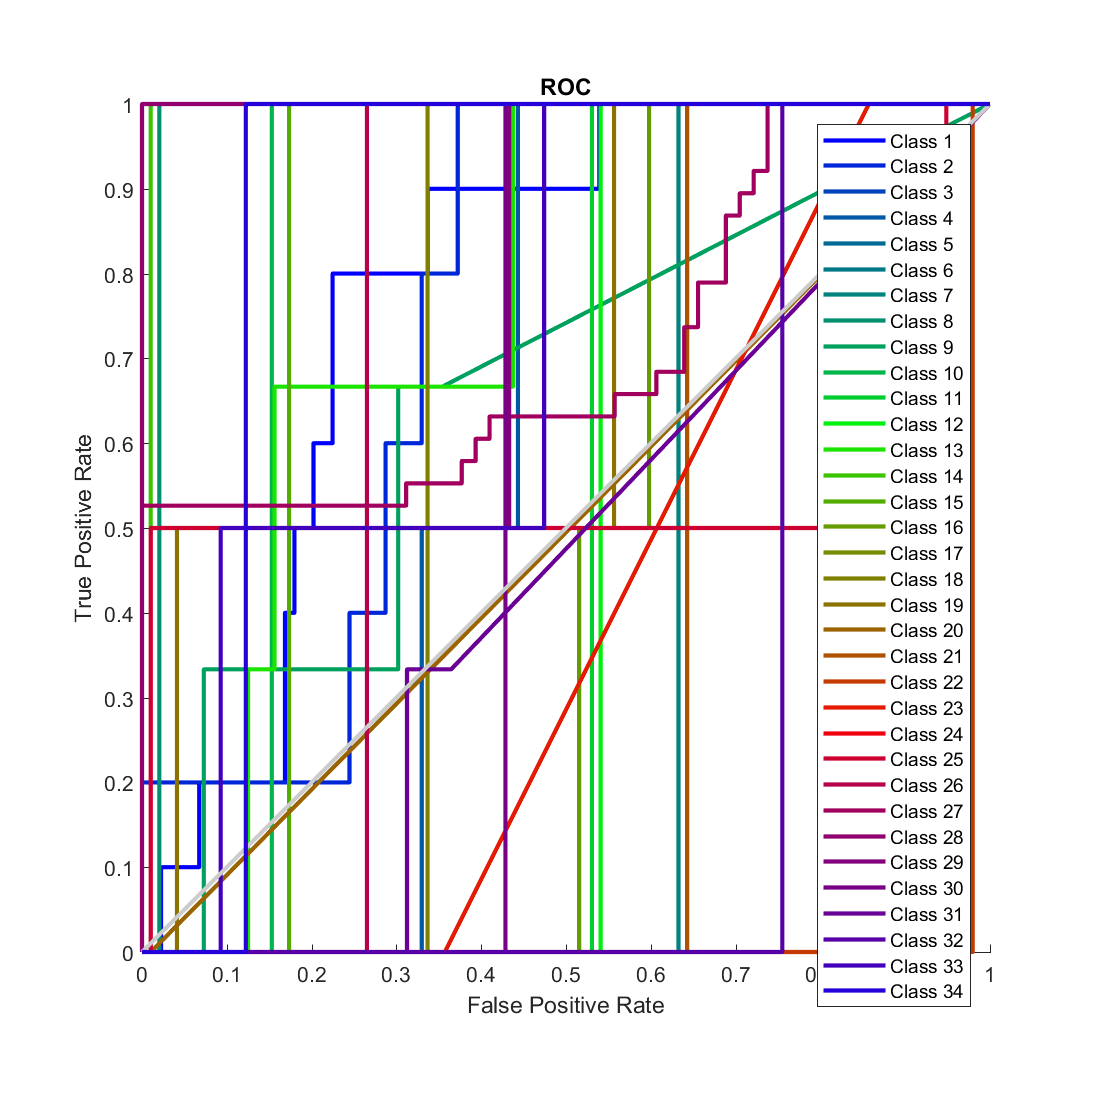 ROC
True Positive Rate
1
0.9
0.8
0.7
0.6
0.5
0.4
0.3
0.2
0.1
0
0 0.1 0.2 0.3 0.4 0.5 0.6 0.7 1
False Positive Rate
Class 1
Class 2
Class 3
Class 4
Class 5
Class 6
Class 7
Class 8
Class 9
Class 10
Class 11
Class 12
Class 13
Class 14
Class 15
Class 16
Class 17
Class 18
Class 19
Class 20
Class 21
Class 22
Class 23
Class 24
Class 25
Class 26
Class 27
Class 28
Class 29
Class 30
Class 31
Class 32
Class 33
Class 34